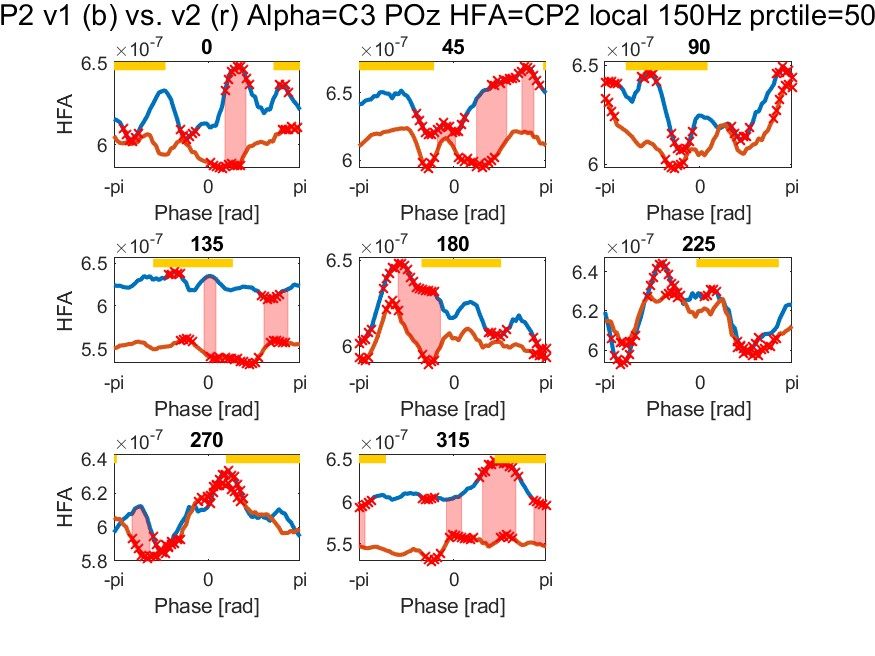 P2 v1 (b) vs. v2 (r) Alpha=C3 POz HFA=CP2 local 150Hz prctile=50
×10^-7 0
6.5
6
HFA
-pi 0 pi
Phase [rad]
×10^-7 45
6.5
6
-pi 0 pi
Phase [rad]
×10^-7 90
6.5
6
-pi 0 pi
Phase [rad]
×10^-7 135
6.5
6
5.5
HFA
-pi 0 pi
Phase [rad]
×10^-7 180
6.5
6
-pi 0 pi
Phase [rad]
×10^-7 225
6.4
6.2
6
-pi 0 pi
Phase [rad]
×10^-7 270
6.4
6.2
6
5.8
HFA
-pi 0 pi
Phase [rad]
×10^-7 315
6.5
6
5.5
-pi 0 pi
Phase [rad]